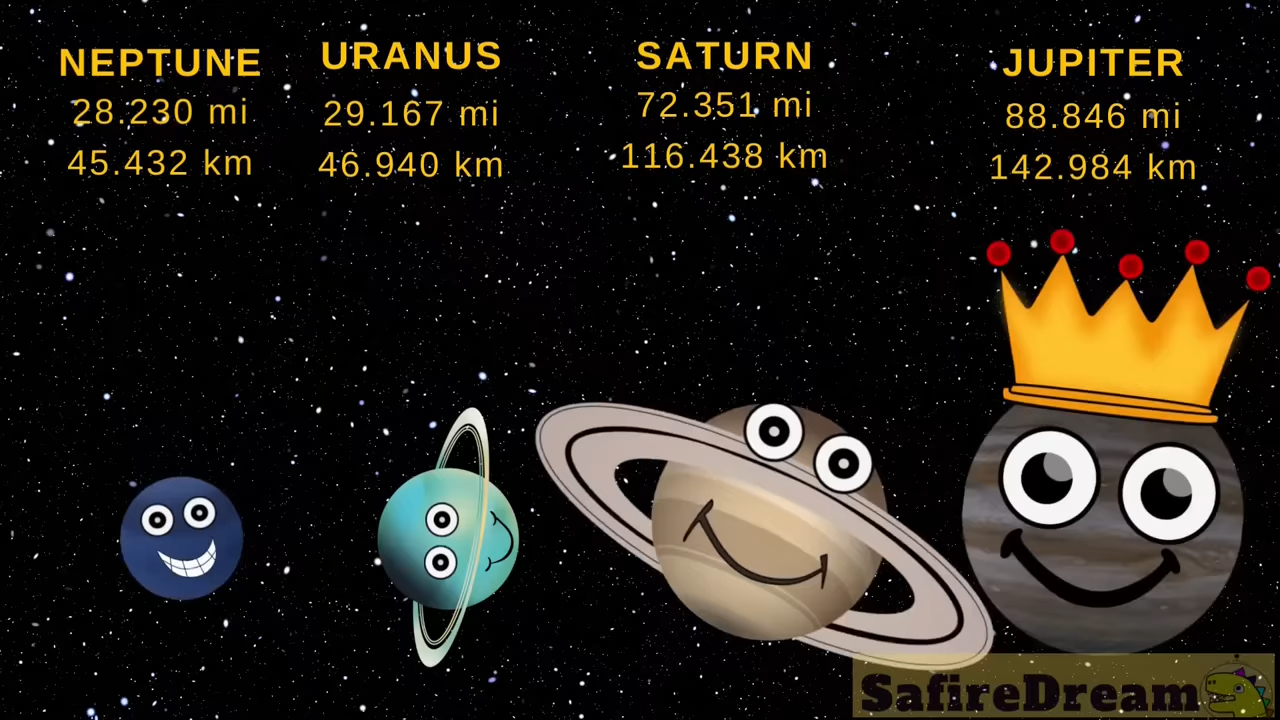 NEPTUNE
28.230 mi
45.432 km
URANUS
29.167 mi
46.940 km
SATURN
72.351 mi
116.438 km
JUPITER
88.846 mi
142.984 km
SafireDream